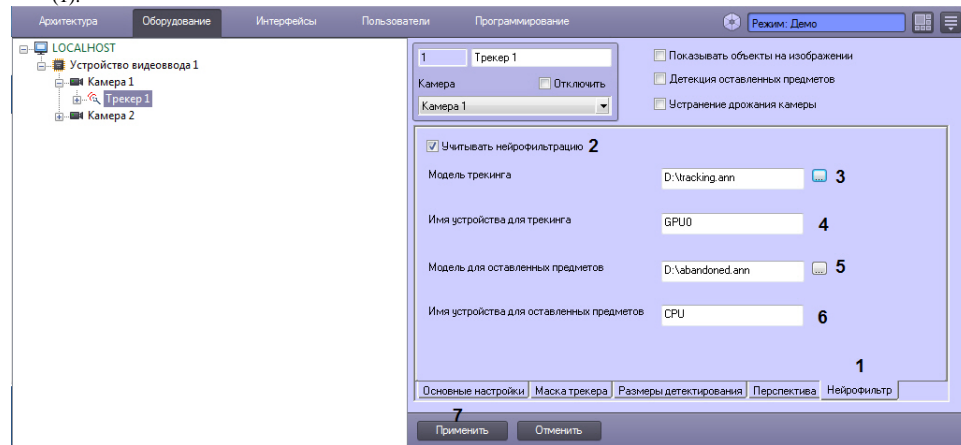 (1).
Архитектура Оборудование Интерфейсы Пользователи Программирование Режим: Демо
LOCALHOST
Устройство видеоввода 1
Камера 1
Трекер 1
Камера 2
1 Трекер 1
Камера Отключить
Камера 1
Показывать объекты на изображении
Детекция оставленных предметов
Устранение дрожания камеры
Учитывать нейрофильтрацию 2
Модель трекинга D:\tracking.ann ... 3
Имя устройства для трекинга GPU0 4
Модель для оставленных предметов D:\abandoned.ann ... 5
Имя устройства для оставленных предметов CPU 6
1
Основные настройки Маска трекера Размеры детектирования Перспектива Нейрофильтр
7
Применить Отменить